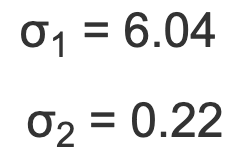 σ₁ = 6.04
σ₂ = 0.22